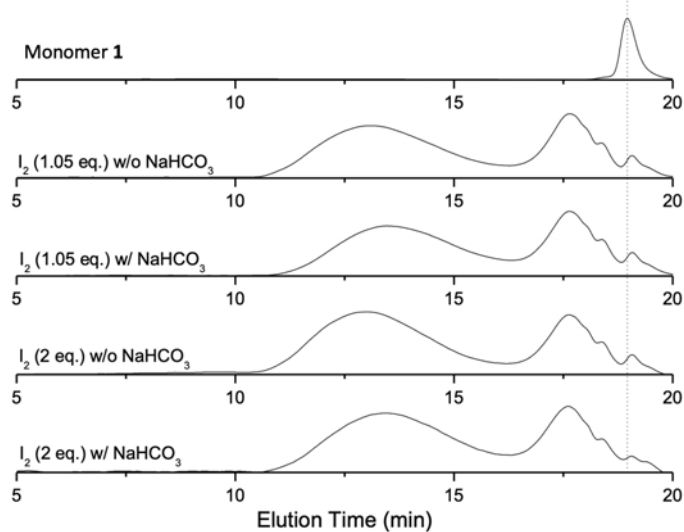 Monomer 1
5 10 15 20
I₂ (1.05 eq.) w/o NaHCO₃
5 10 15 20
I₂ (1.05 eq.) w/ NaHCO₃
5 10 15 20
I₂ (2 eq.) w/o NaHCO₃
5 10 15 20
I₂ (2 eq.) w/ NaHCO₃
5 10 15 20
Elution Time (min)